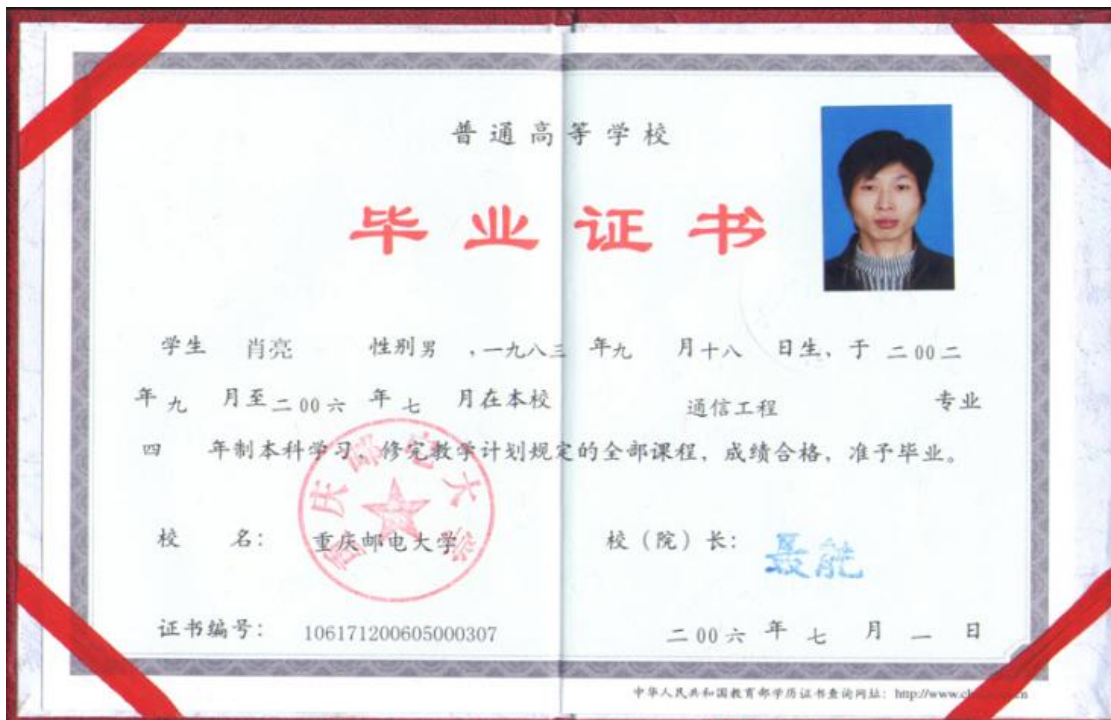 普通高等学校
毕业证书
学生 肖亮 性别 男 ,一九八三 年九 月十八 日生、于 二00二
年 九 月至二00六 年 七 月在本校 通信工程 专业
四 年制本科学习、修完教学计划规定的全部课程，成绩合格，准予毕业。
重庆邮电大学
校 名： 重庆邮电大学 校（院）长：
证书编号： 106171200605000307 二00六 年 七 月 一 日
中华人民共和国教育部学历证书查询网址：http://www.